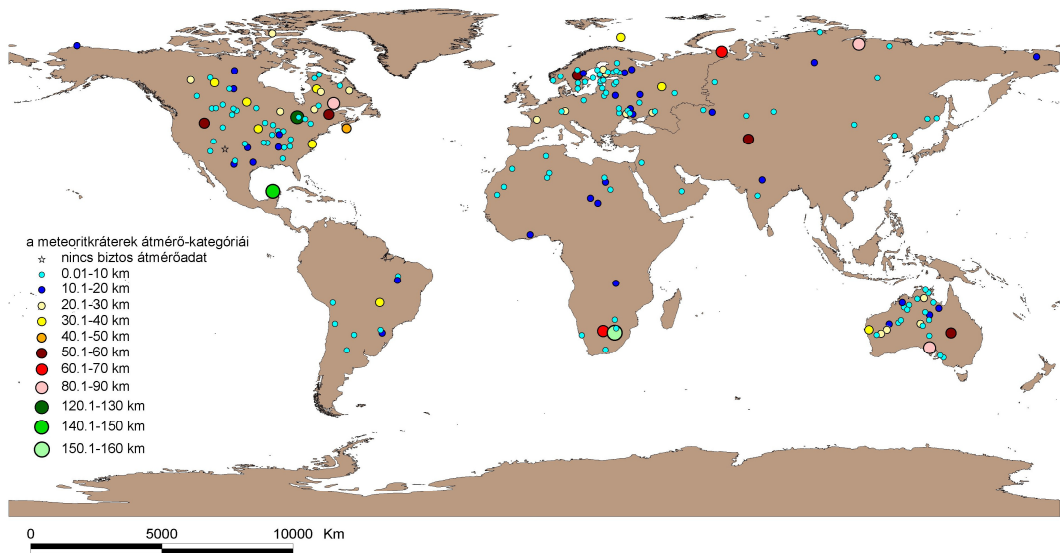 a meteoritkráterek átmérő-kategóriái
nincs biztos átmérőadat
0.01-10 km
10.1-20 km
20.1-30 km
30.1-40 km
40.1-50 km
50.1-60 km
60.1-70 km
80.1-90 km
120.1-130 km
140.1-150 km
150.1-160 km
0 5000 10000 Km